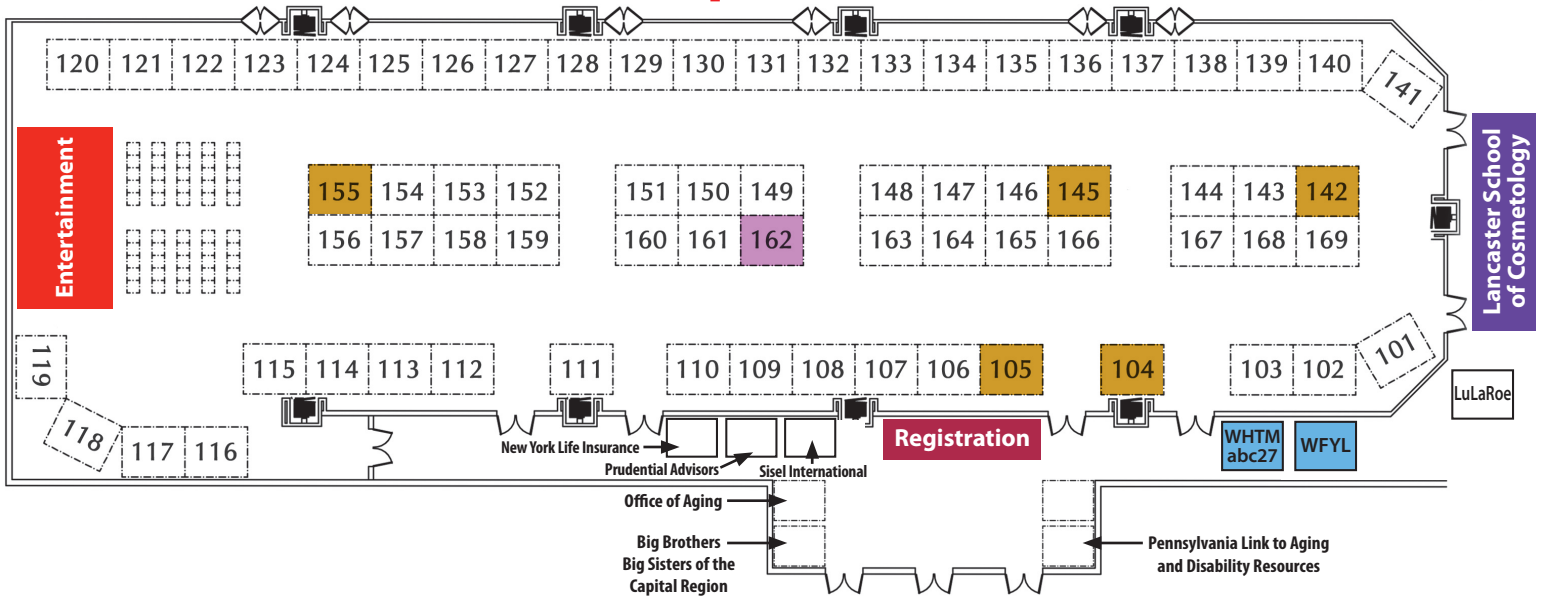 120 121 122 123 124 125 126 127 128 129 130 131 132 133 134 135 136 137 138 139 140
141
Entertainment
155 154 153 152
151 150 149
148 147 146 145
144 143 142
156 157 158 159
160 161 162
163 164 165 166
167 168 169
Lancaster School
of Cosmetology
119
115 114 113 112
111
110 109 108 107 106 105
104
103 102
101
LuLaRoe
118
117 116
New York Life Insurance
Prudential Advisors
Sisel International
Registration
WHTM
abc27
WFYL
Office of Aging
Big Brothers
Big Sisters of the
Capital Region
Pennsylvania Link to Aging
and Disability Resources